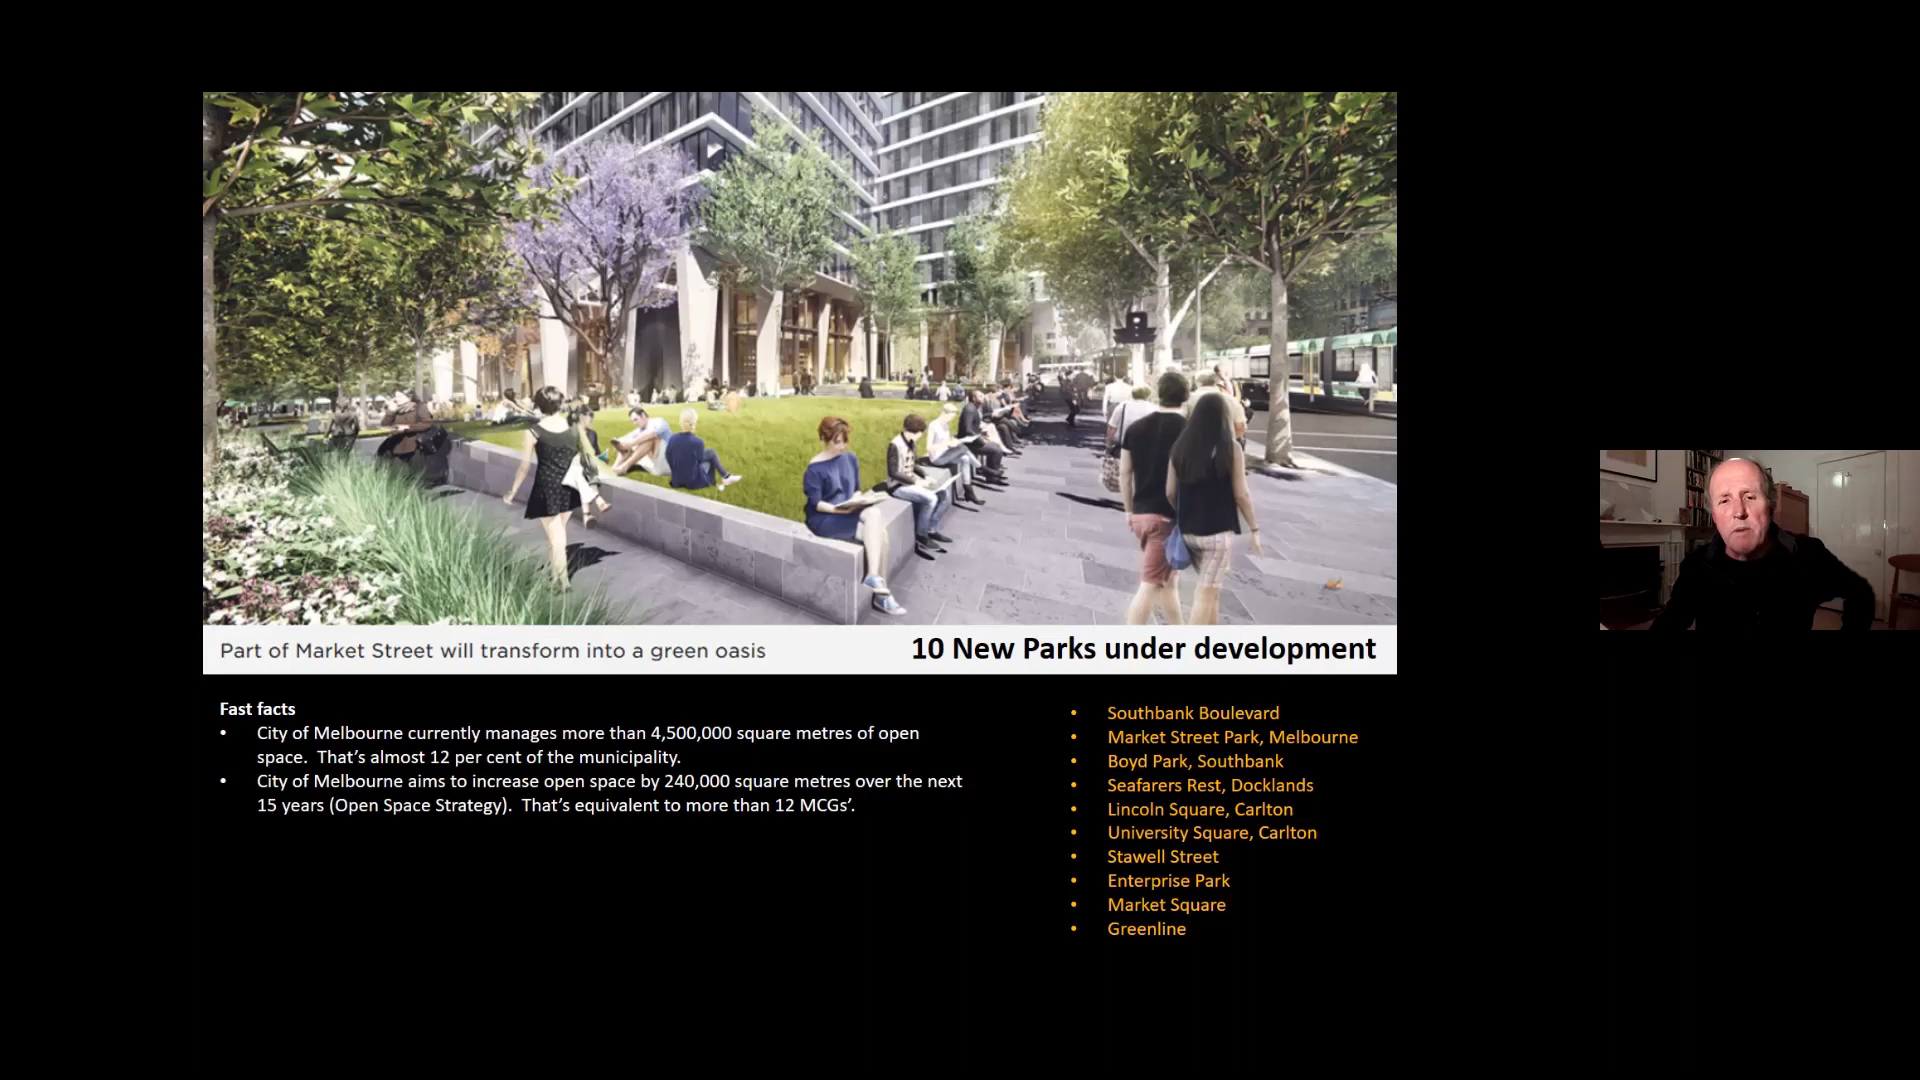 Part of Market Street will transform into a green oasis
10 New Parks under development
Fast facts
• City of Melbourne currently manages more than 4,500,000 square metres of open
space. That’s almost 12 per cent of the municipality.
• City of Melbourne aims to increase open space by 240,000 square metres over the next
15 years (Open Space Strategy). That’s equivalent to more than 12 MCGs’.
• Southbank Boulevard
• Market Street Park, Melbourne
• Boyd Park, Southbank
• Seafarers Rest, Docklands
• Lincoln Square, Carlton
• University Square, Carlton
• Stawell Street
• Enterprise Park
• Market Square
• Greenline